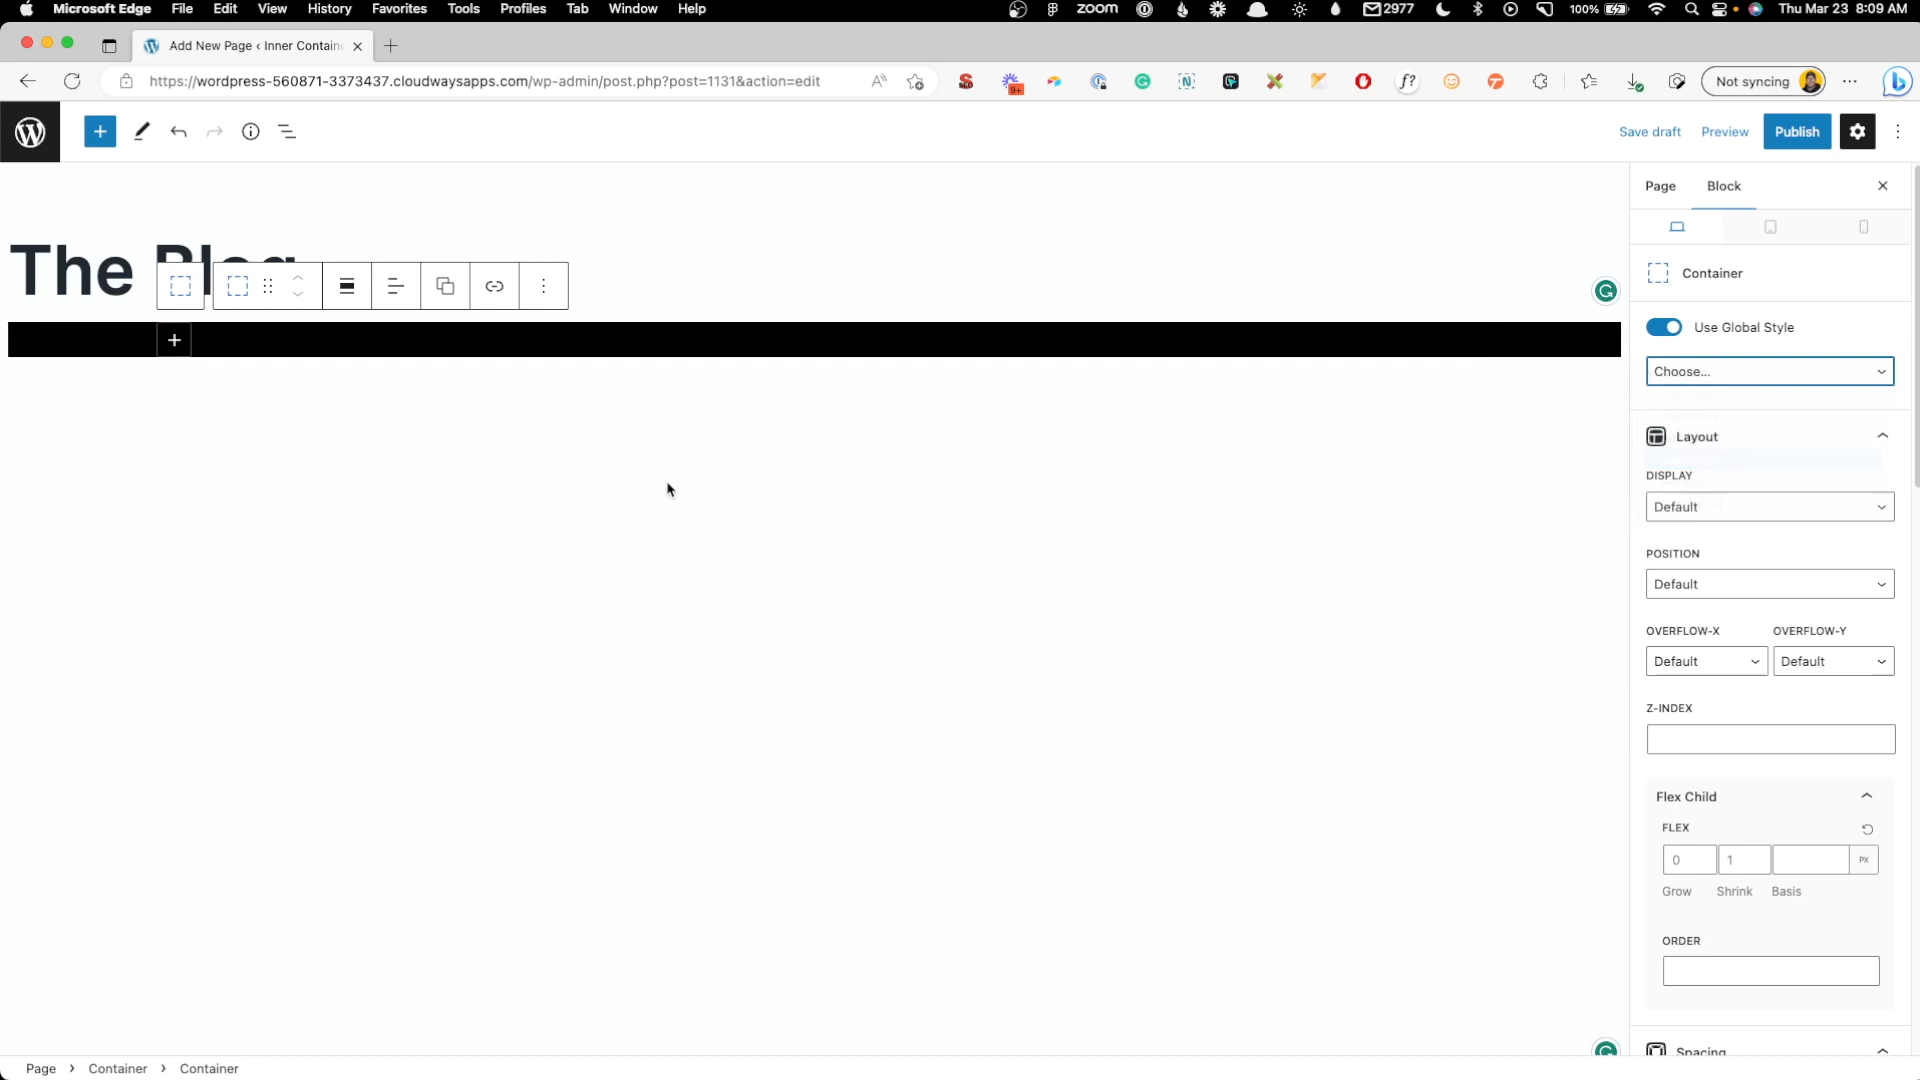 Microsoft Edge File Edit View History Favorites Tools Profiles Tab Window Help zoom 2977 100% Thu Mar 23 8:09 AM
Add New Page ‹ Inner Contain
https://wordpress-560871-3373437.cloudwaysapps.com/wp-admin/post.php?post=1131&action=edit 9+ f? Not syncing
Save draft Preview Publish
Page Block
The Blog
Container
Use Global Style
Choose...
Layout
DISPLAY
Default
POSITION
Default
OVERFLOW-X OVERFLOW-Y
Default Default
Z-INDEX
Flex Child
FLEX
0 1 PX
Grow Shrink Basis
ORDER
Spacing
Page › Container › Container